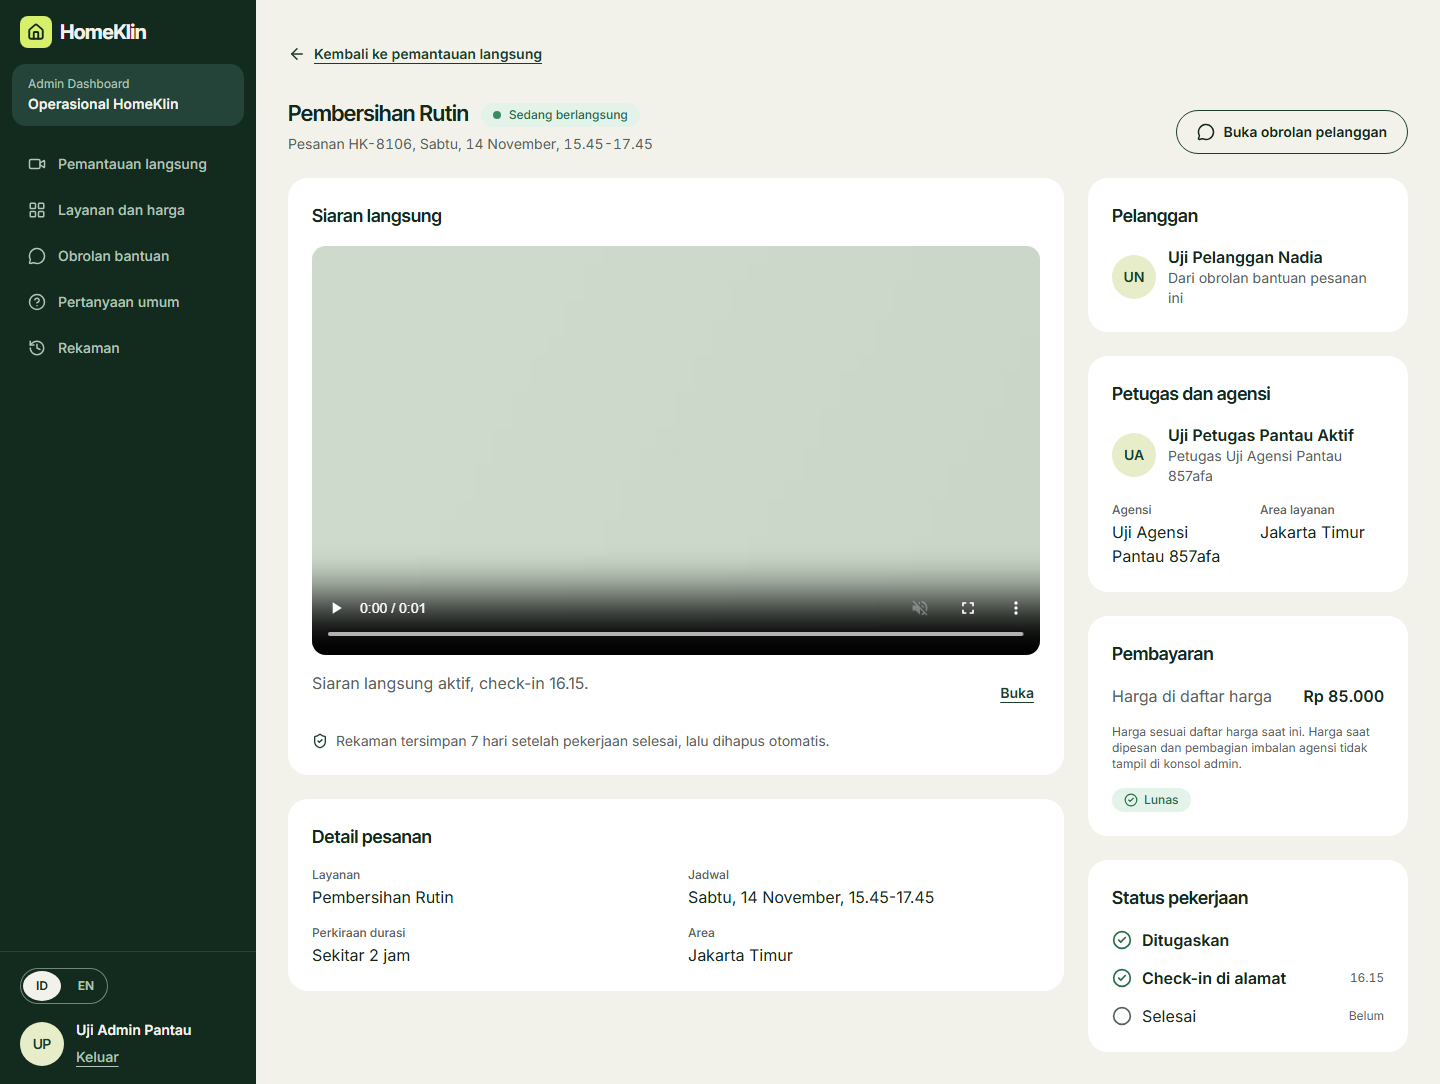 HomeKlin
Admin Dashboard
Operasional HomeKlin
Pemantauan langsung
Layanan dan harga
Obrolan bantuan
Pertanyaan umum
Rekaman
ID
EN
UP
Uji Admin Pantau
Keluar
Kembali ke pemantauan langsung
Pembersihan Rutin
Sedang berlangsung
Pesanan HK-8106, Sabtu, 14 November, 15.45-17.45
Buka obrolan pelanggan
Siaran langsung
0:00 / 0:01
Siaran langsung aktif, check-in 16.15.
Buka
Rekaman tersimpan 7 hari setelah pekerjaan selesai, lalu dihapus otomatis.
Detail pesanan
Layanan
Pembersihan Rutin
Jadwal
Sabtu, 14 November, 15.45-17.45
Perkiraan durasi
Sekitar 2 jam
Area
Jakarta Timur
Pelanggan
UN
Uji Pelanggan Nadia
Dari obrolan bantuan pesanan
ini
Petugas dan agensi
UA
Uji Petugas Pantau Aktif
Petugas Uji Agensi Pantau
857afa
Agensi
Uji Agensi
Pantau 857afa
Area layanan
Jakarta Timur
Pembayaran
Harga di daftar harga
Rp 85.000
Harga sesuai daftar harga saat ini. Harga saat
dipesan dan pembagian imbalan agensi tidak
tampil di konsol admin.
Lunas
Status pekerjaan
Ditugaskan
Check-in di alamat
16.15
Selesai
Belum